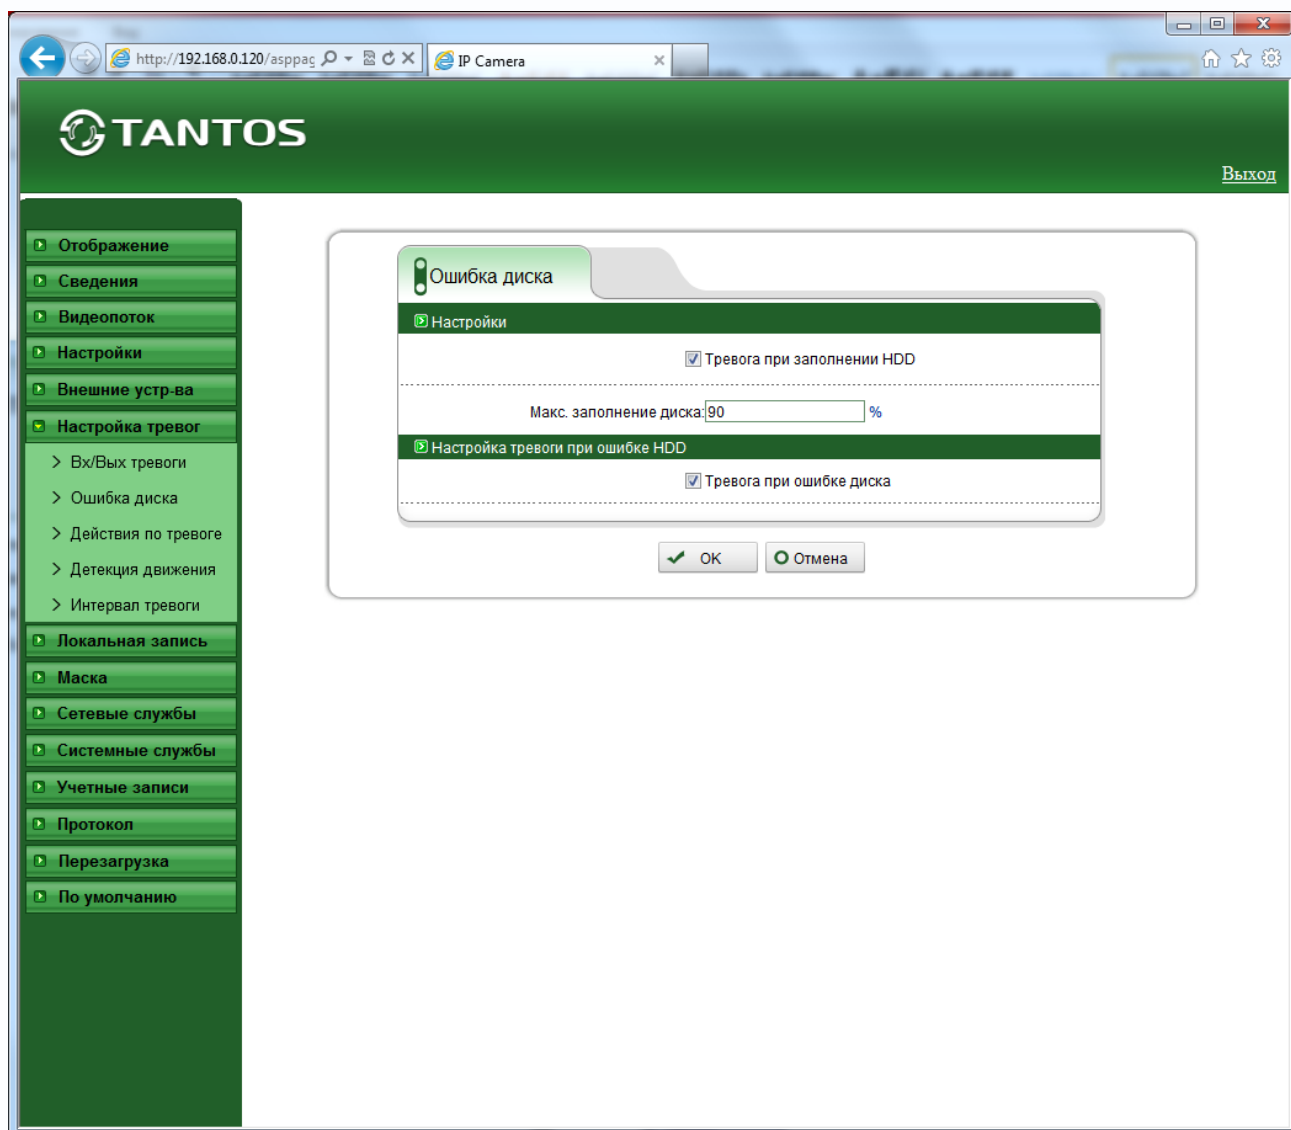 http://192.168.0.120/asppag
IP Camera
TANTOS
Выход
Отображение
Сведения
Видеопоток
Настройки
Внешние устр-ва
Настройка тревог
Вх/Вых тревоги
Ошибка диска
Действия по тревоге
Детекция движения
Интервал тревоги
Локальная запись
Маска
Сетевые службы
Системные службы
Учетные записи
Протокол
Перезагрузка
По умолчанию
Ошибка диска
Настройки
Тревога при заполнении HDD
Макс. заполнение диска: 90 %
Настройка тревоги при ошибке HDD
Тревога при ошибке диска
OK
Отмена